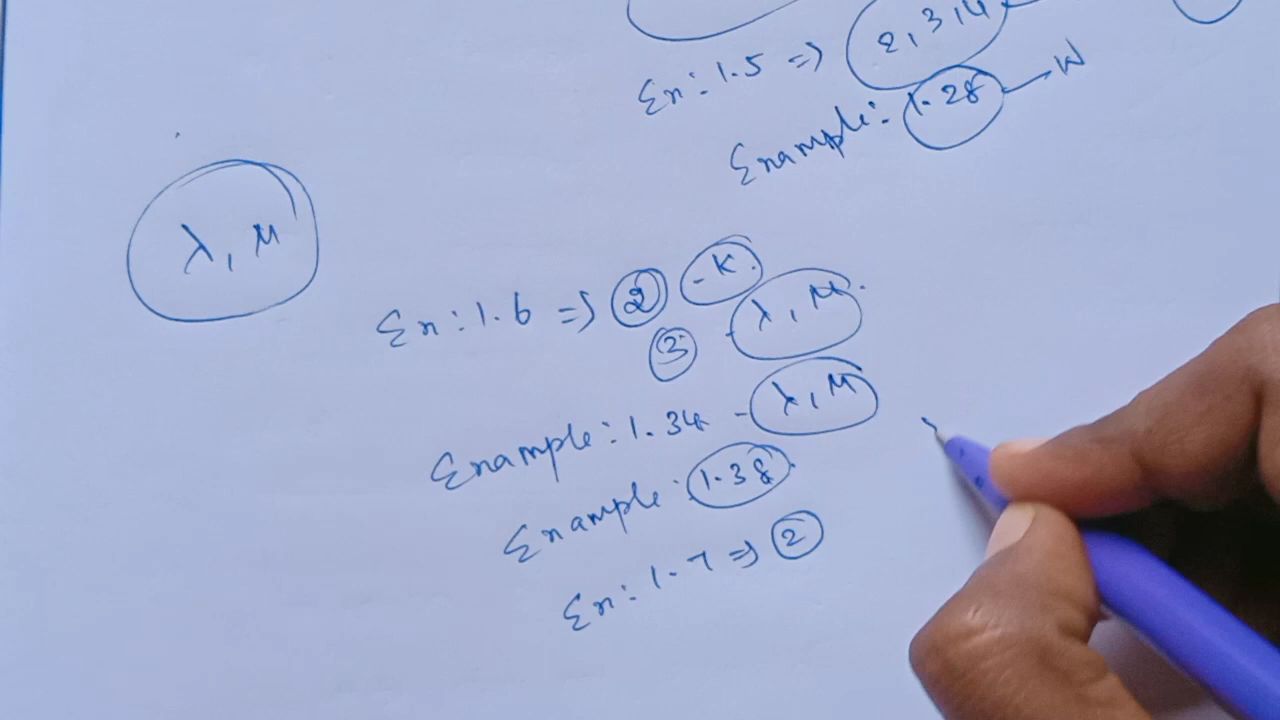 Ex: 1.5 => 2, 3, 14
Example: 1.28 — W
λ, μ
Ex: 1.6 => 2 - K.
3 - λ, μ.
Example: 1.34 - λ, μ
Example: 1.38.
Ex: 1.7 => 2